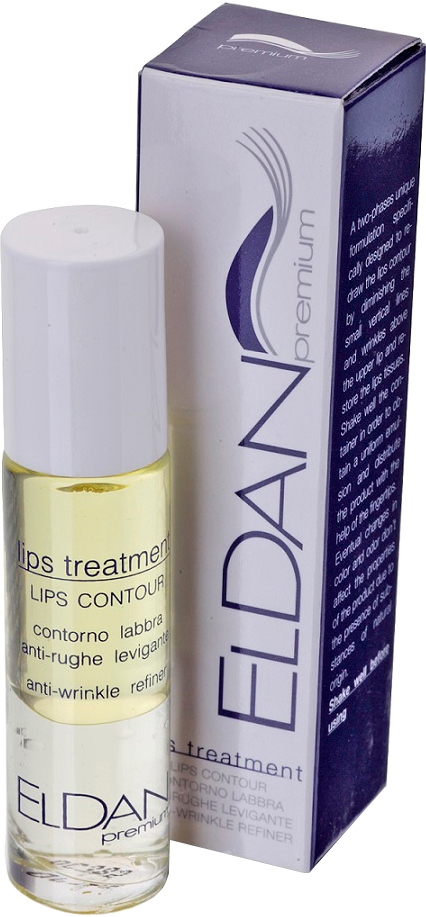 premium
ELDAN
premium
s treatment
LIPS CONTOUR
ONTORNO LABBRA
-RUGHE LEVIGANTE
-WRINKLE REFINER
A two-phases unique
formulation specifi-
cally designed to re-
draw the lips contour
by diminishing the
small vertical lines
and wrinkles above
the upper lip and re-
store the lips tissues.
Shake well the con-
tainer in order to ob-
tain a uniform emul-
sion and distribute
the product with the
help of the fingertips.
Eventual changes in
color and odor don't
affect the properties
of the product due to
the presence of sub-
stances of natural
origin.
Shake well before
using
lips treatment
LIPS CONTOUR
contorno labbra
anti-rughe levigante
anti-wrinkle refiner
ELDAN
premium